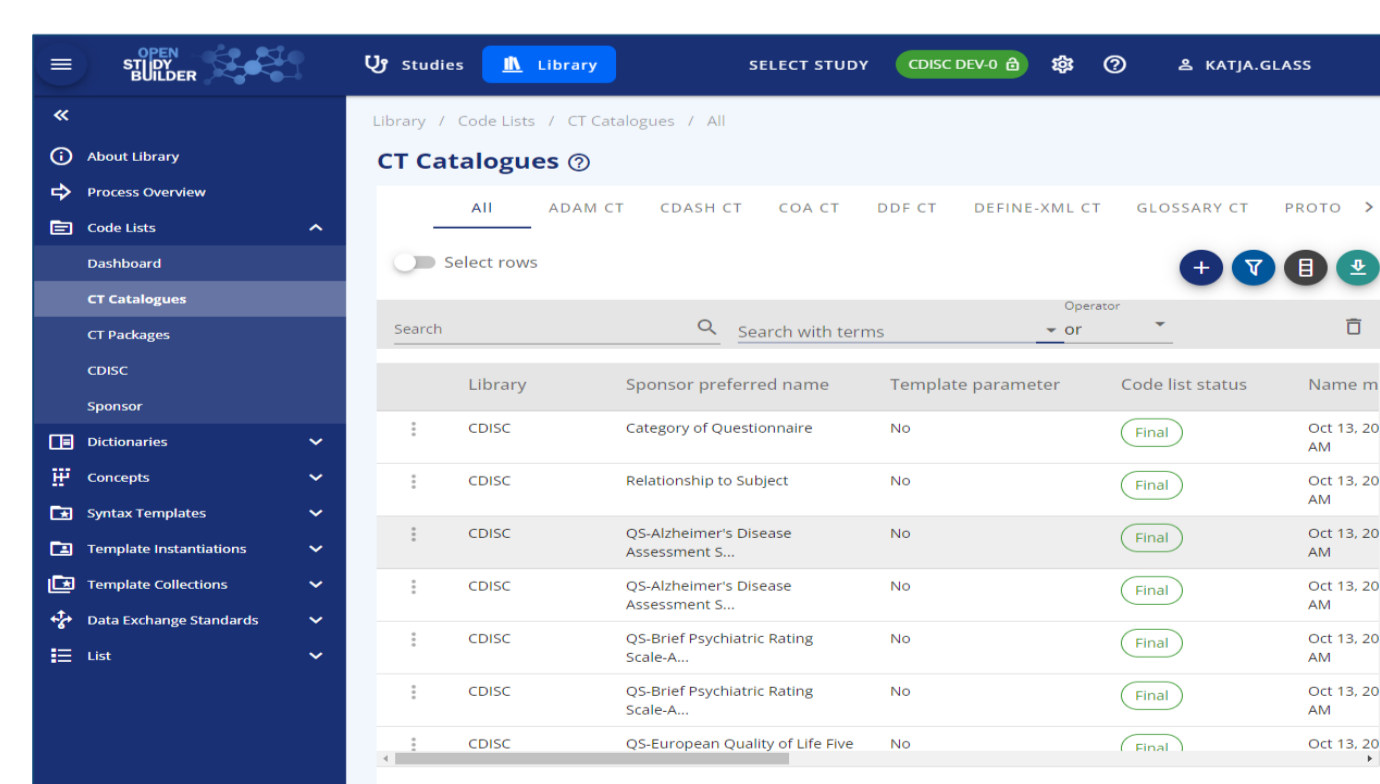 OPEN
STUDY
BUILDER
Studies
Library
SELECT STUDY
CDISC DEV-0
KATJA.GLASS
About Library
Process Overview
Code Lists
Dashboard
CT Catalogues
CT Packages
CDISC
Sponsor
Dictionaries
Concepts
Syntax Templates
Template Instantiations
Template Collections
Data Exchange Standards
List
Library / Code Lists / CT Catalogues / All
CT Catalogues
All ADAM CT CDASH CT COA CT DDF CT DEFINE-XML CT GLOSSARY CT PROTO
Select rows
Operator
Search Search with terms or
Library Sponsor preferred name Template parameter Code list status Name m
CDISC Category of Questionnaire No Final Oct 13, 20
AM
CDISC Relationship to Subject No Final Oct 13, 20
AM
CDISC QS-Alzheimer's Disease No Final Oct 13, 20
Assessment S... AM
CDISC QS-Alzheimer's Disease No Final Oct 13, 20
Assessment S... AM
CDISC QS-Brief Psychiatric Rating No Final Oct 13, 20
Scale-A... AM
CDISC QS-Brief Psychiatric Rating No Final Oct 13, 20
Scale-A... AM
CDISC QS-European Quality of Life Five No Final Oct 13, 20